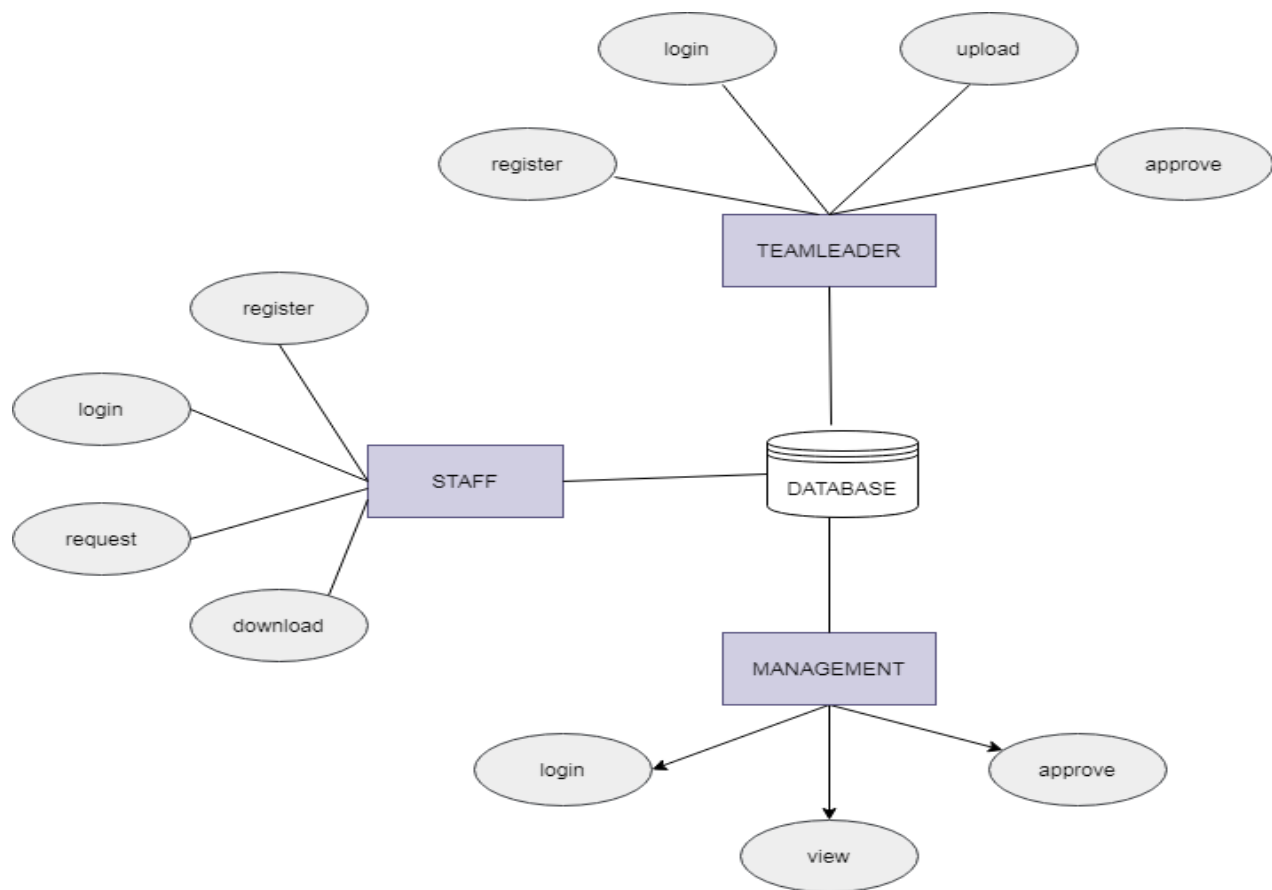 login
upload
register
approve
TEAMLEADER
register
login
STAFF
DATABASE
request
download
MANAGEMENT
login
approve
view